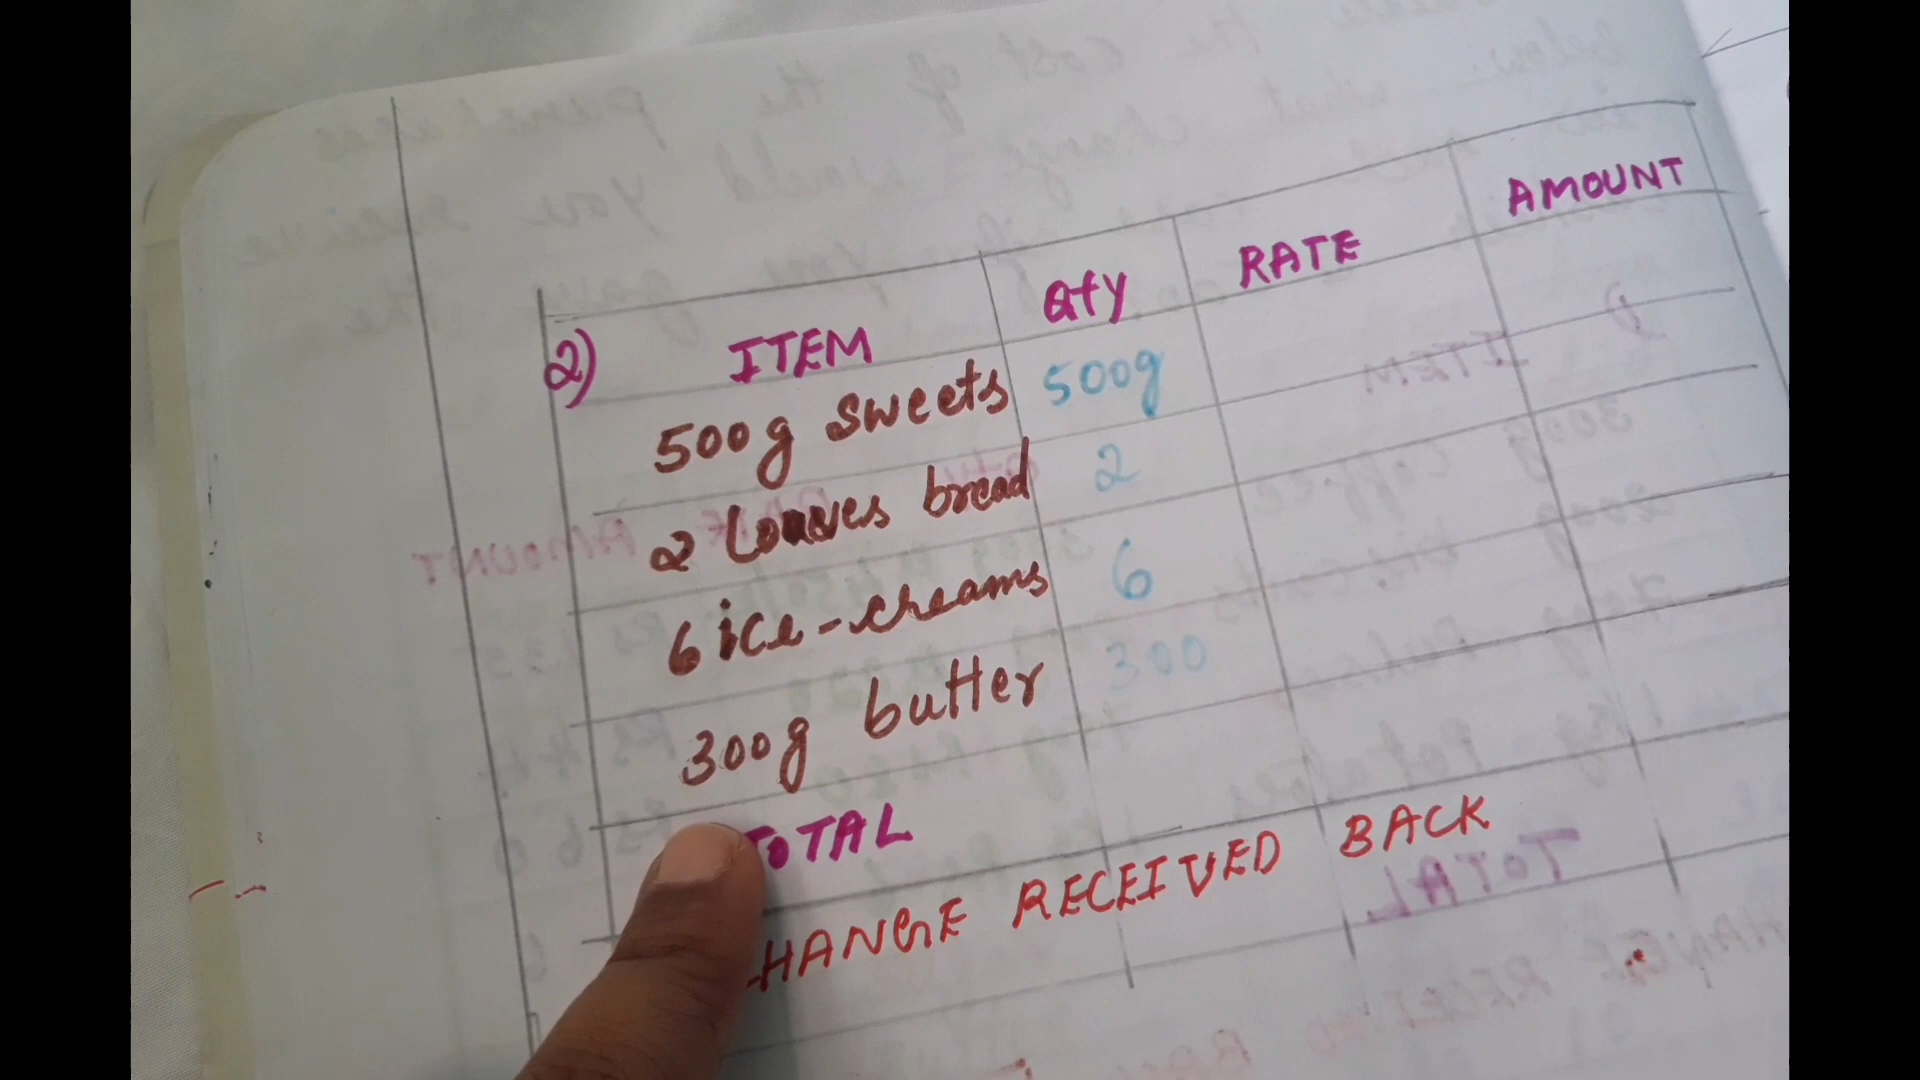 2) ITEM Qty RATE AMOUNT
500g sweets 500g
2 Loaves bread 2
6 ice-creams 6
300g butter 300
TOTAL
HANGE RECEIVED BACK